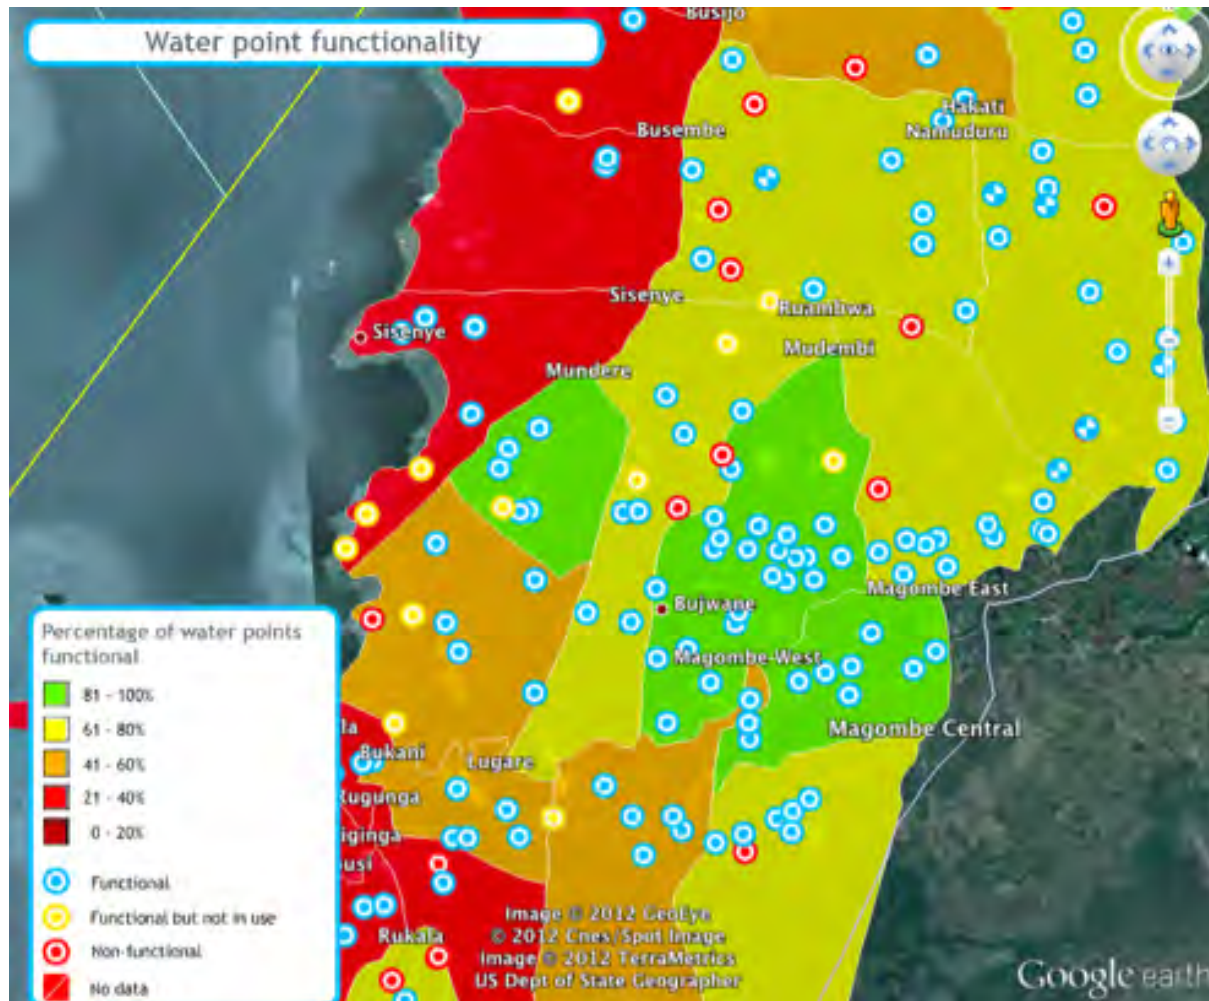 Busijo
Water point functionality
Hakati
Busembe
Namuduru
Sisenye
Ruambwa
Sisenye
Mudembi
Mundere
Magombe East
Bujwane
Magombe West
Magombe Central
Bukani
Lugare
Rugunga
Rukala
Percentage of water points
functional
81 - 100%
61 - 80%
41 - 60%
21 - 40%
0 - 20%
Functional
Functional but not in use
Non-functional
No data
Image © 2012 GeoEye
© 2012 Cnes/Spot Image
Image © 2012 TerraMetrics
US Dept of State Geographer
Google earth